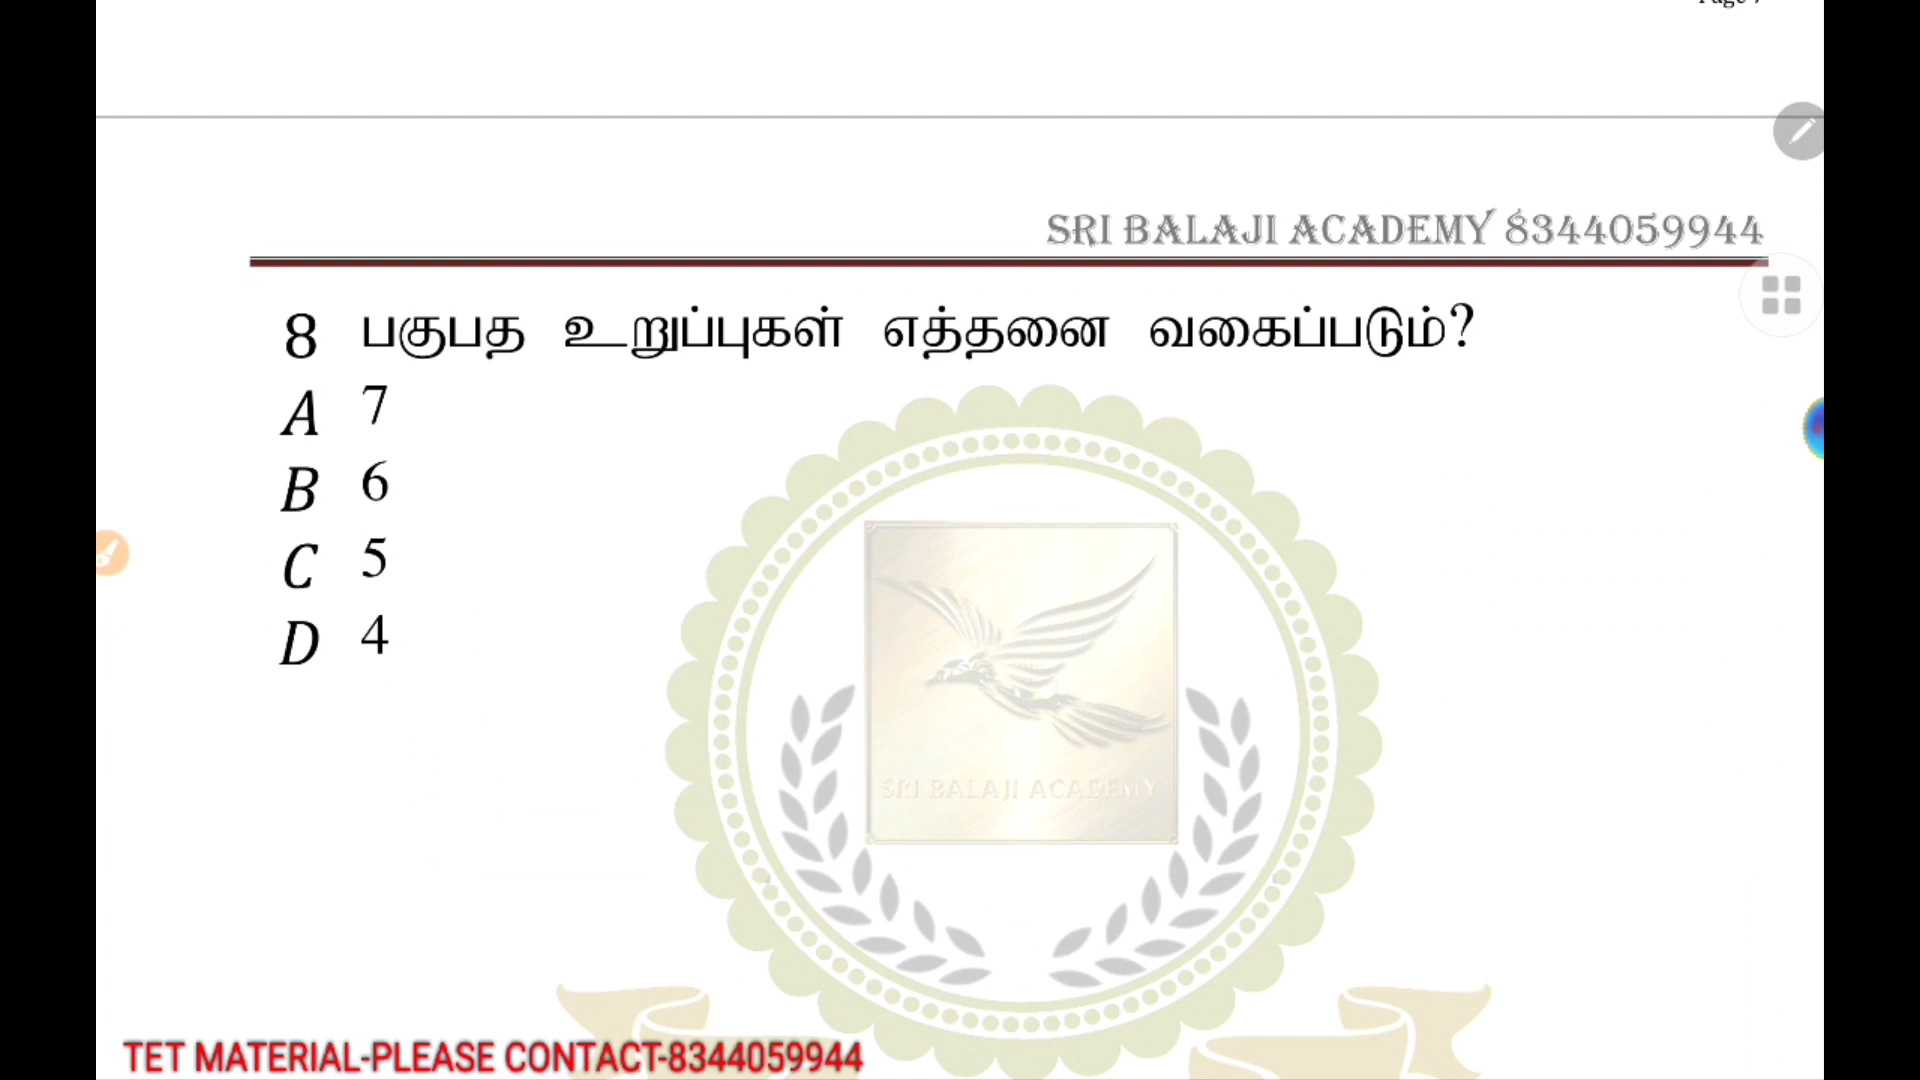 SRI BALAJI ACADEMY 8344059944
8 பகுபத உறுப்புகள் எத்தனை வகைப்படும்?
A 7
B 6
C 5
D 4
SRI BALAJI ACADEMY
TET MATERIAL-PLEASE CONTACT-8344059944